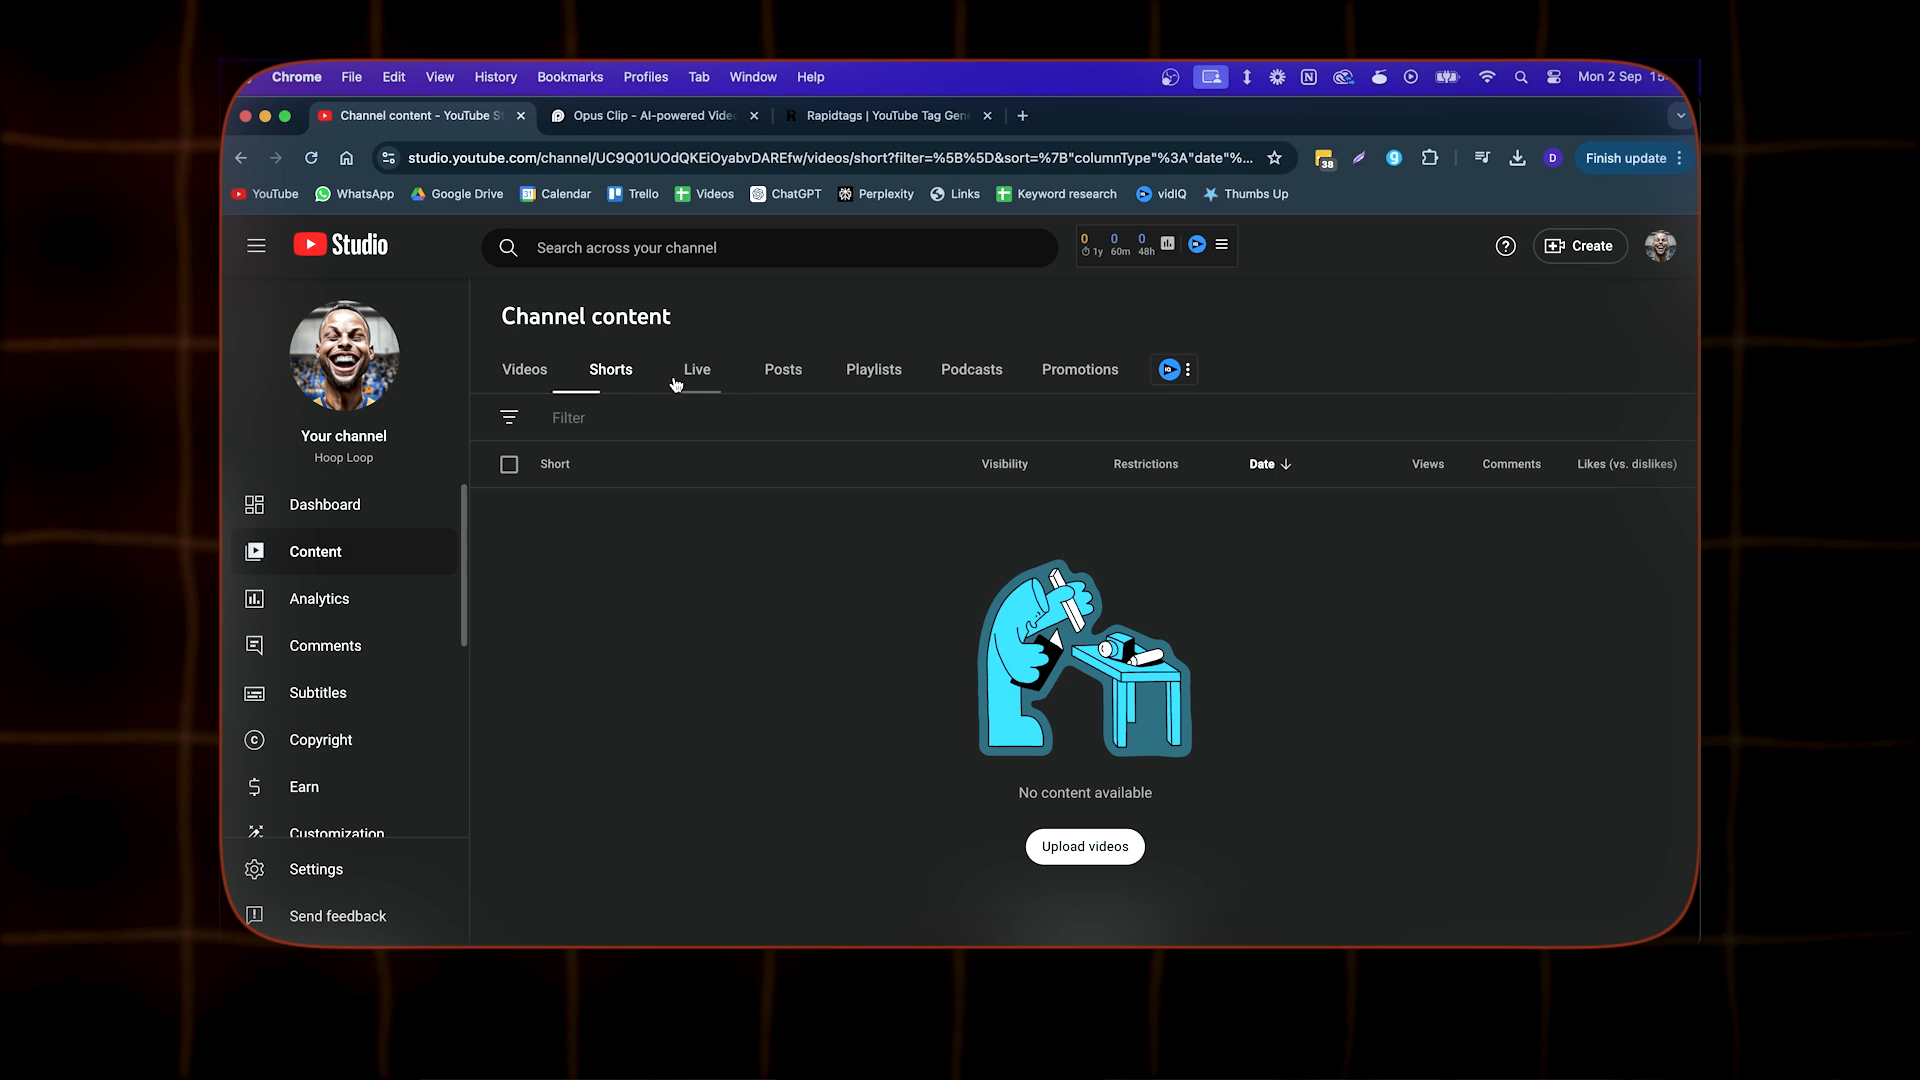 Chrome File Edit View History Bookmarks Profiles Tab Window Help Mon 2 Sep 15
Channel content - YouTube S Opus Clip - AI-powered Vide Rapidtags | YouTube Tag Gen
studio.youtube.com/channel/UC9Q01UOdQKEiOyabvDAREfw/videos/short?filter=%5B%5D&sort=%7B"columnType"%3A"date"%... 38 g D Finish update
YouTube WhatsApp Google Drive 31 Calendar Trello Videos ChatGPT Perplexity Links Keyword research vidIQ Thumbs Up
Studio Search across your channel 0 1y 0 60m 0 48h Create
Channel content
Videos Shorts Live Posts Playlists Podcasts Promotions
Filter
Short Visibility Restrictions Date Views Comments Likes (vs. dislikes)
Your channel
Hoop Loop
Dashboard
Content
Analytics
Comments
Subtitles
Copyright
Earn
Customization
Settings
Send feedback
No content available
Upload videos